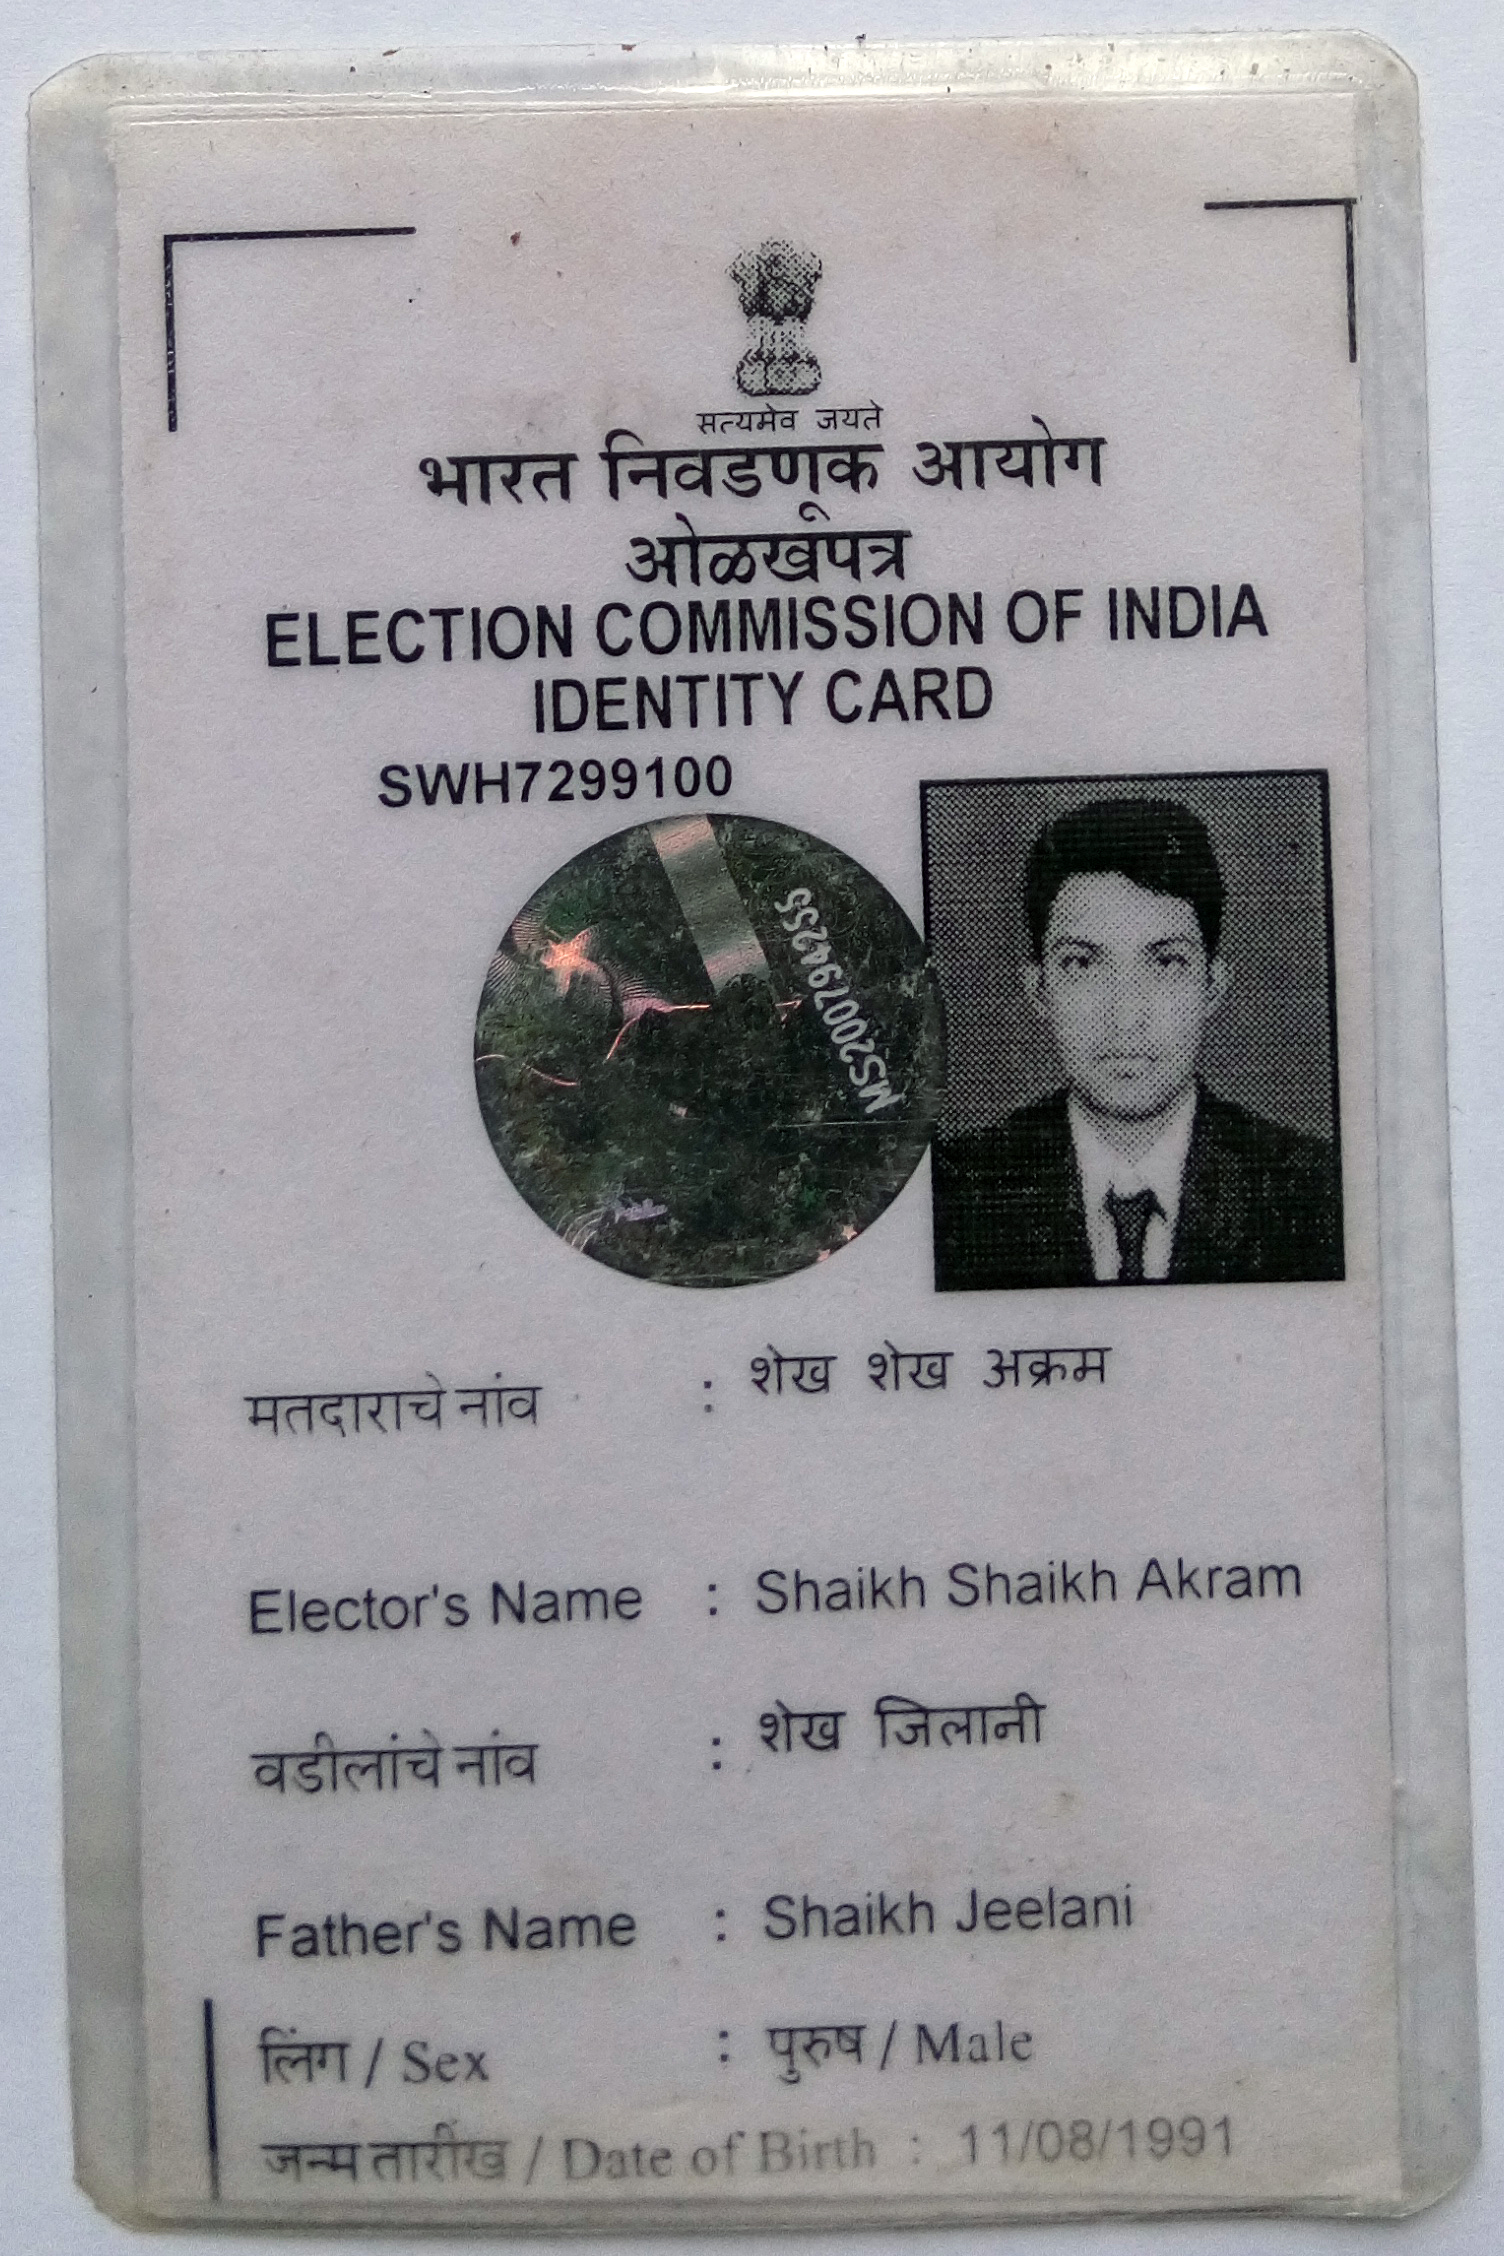 सत्यमेव जयते
भारत निवडणूक आयोग
ओळखपत्र
ELECTION COMMISSION OF INDIA
IDENTITY CARD
SWH7299100
MS200794255
मतदाराचे नांव : शेख शेख अक्रम
Elector's Name : Shaikh Shaikh Akram
वडीलांचे नांव : शेख जिलानी
Father's Name : Shaikh Jeelani
लिंग / Sex : पुरुष / Male
जन्म तारीख / Date of Birth : 11/08/1991